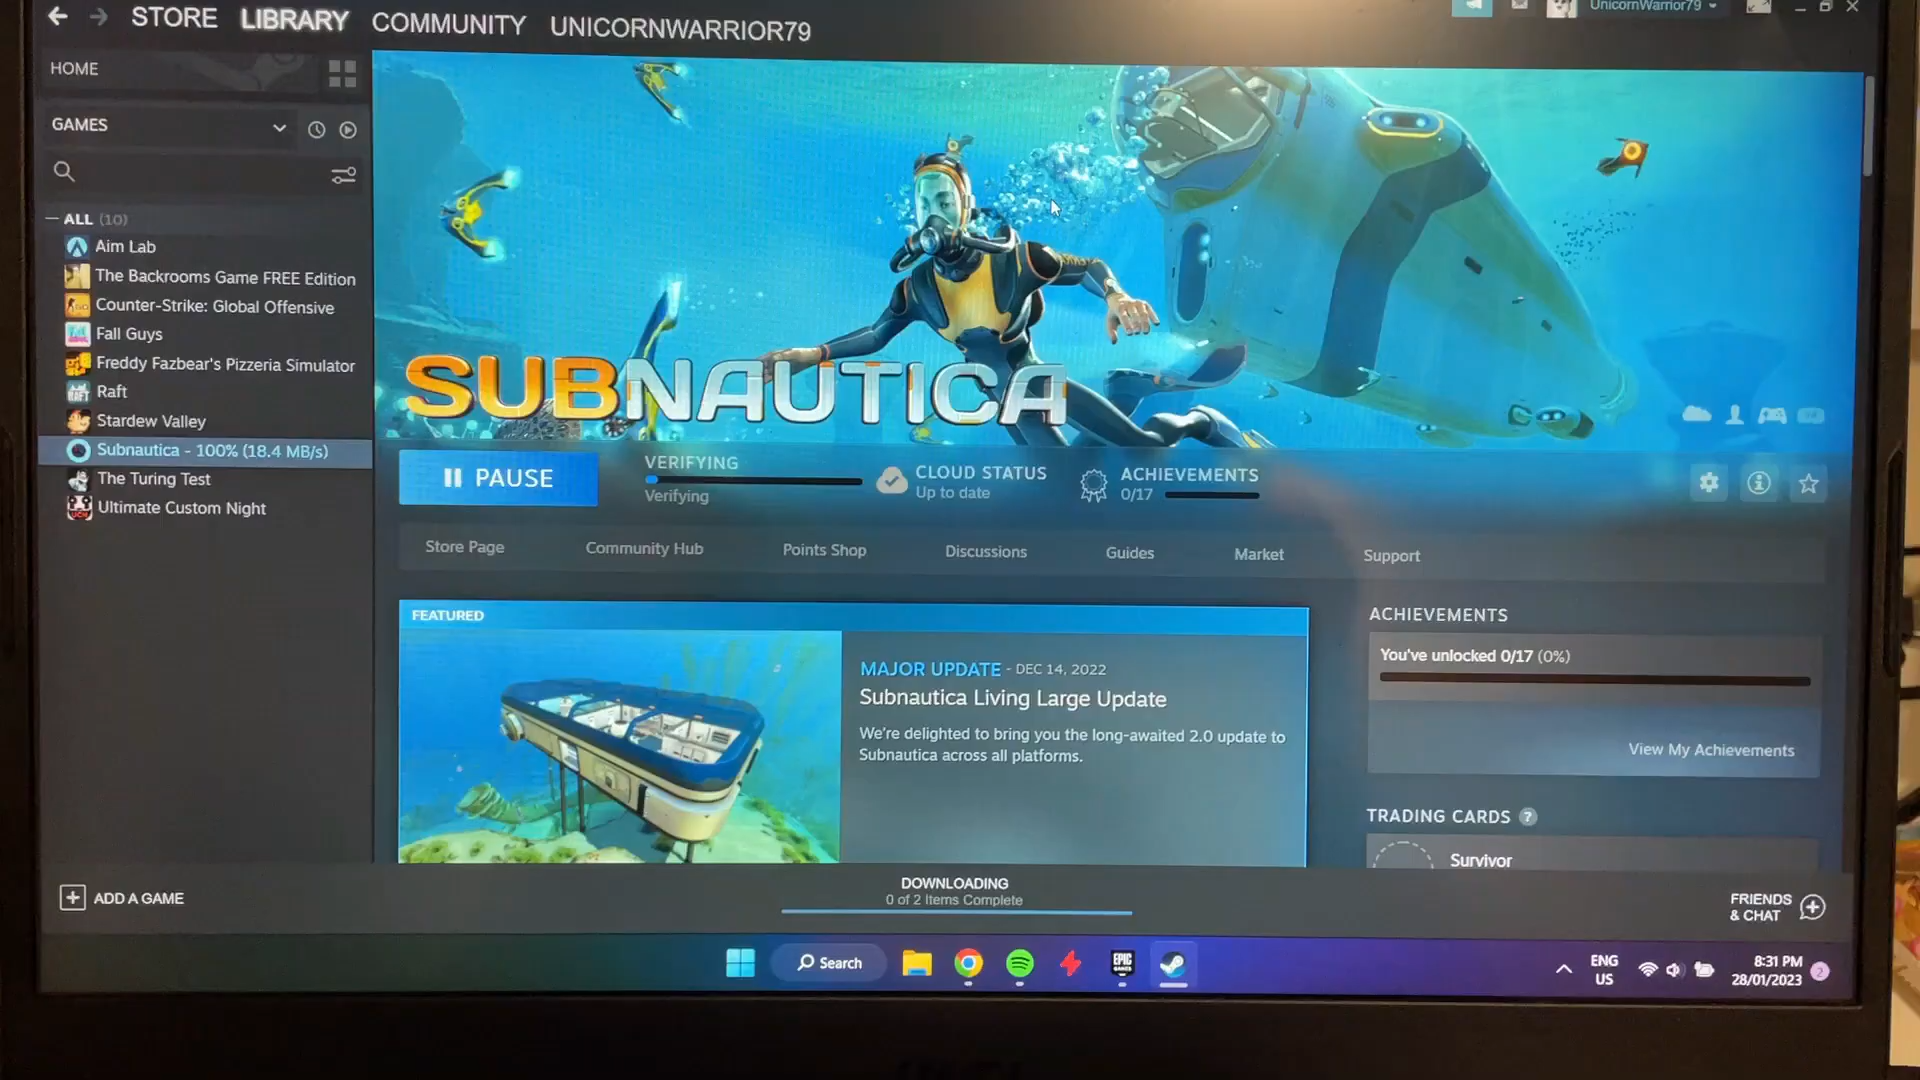 STORE LIBRARY COMMUNITY UNICORNWARRIOR79
UnicornWarrior79
HOME
GAMES
ALL (10)
Aim Lab
The Backrooms Game FREE Edition
Counter-Strike: Global Offensive
Fall Guys
Freddy Fazbear's Pizzeria Simulator
Raft
Stardew Valley
Subnautica - 100% (18.4 MB/s)
The Turing Test
Ultimate Custom Night
SUBNAUTICA
PAUSE
VERIFYING
Verifying
CLOUD STATUS
Up to date
ACHIEVEMENTS
0/17
Store Page Community Hub Points Shop Discussions Guides Market Support
FEATURED
MAJOR UPDATE - DEC 14, 2022
Subnautica Living Large Update
We're delighted to bring you the long-awaited 2.0 update to
Subnautica across all platforms.
ACHIEVEMENTS
You've unlocked 0/17 (0%)
View My Achievements
TRADING CARDS ?
Survivor
+ ADD A GAME
DOWNLOADING
0 of 2 Items Complete
FRIENDS
& CHAT
Search
EPIC
GAMES
ENG
US
8:31 PM
28/01/2023
2